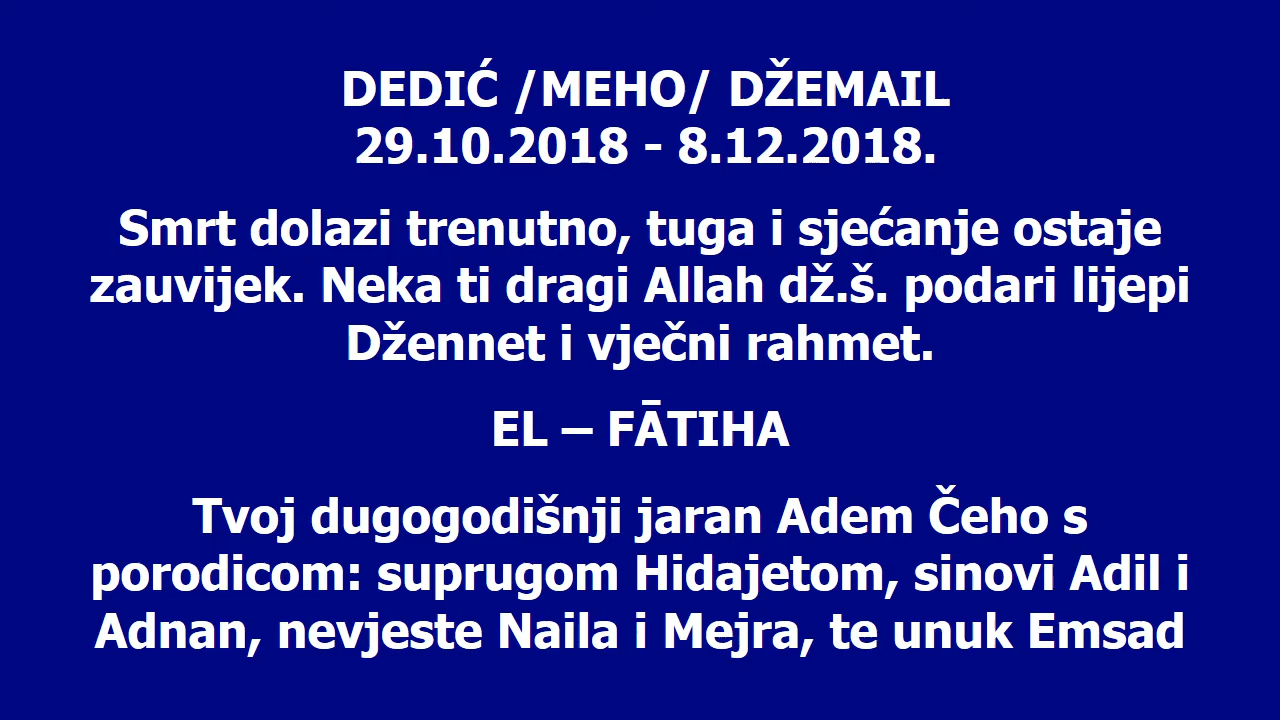 DEDIĆ /MEHO/ DŽEMAIL
29.10.2018 - 8.12.2018.
Smrt dolazi trenutno, tuga i sjećanje ostaje
zauvijek. Neka ti dragi Allah dž.š. podari lijepi
Džennet i vječni rahmet.
EL – FĀTIHA
Tvoj dugogodišnji jaran Adem Čeho s
porodicom: suprugom Hidajetom, sinovi Adil i
Adnan, nevjeste Naila i Mejra, te unuk Emsad